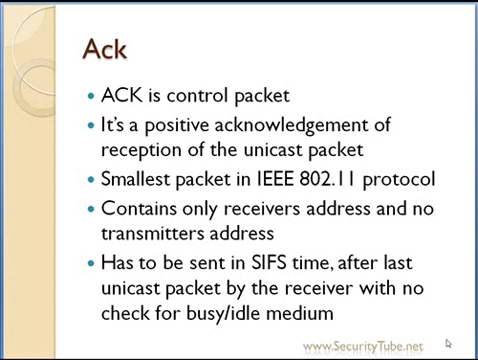 Ack
• ACK is control packet
• It's a positive acknowledgement of
reception of the unicast packet
• Smallest packet in IEEE 802.11 protocol
• Contains only receivers address and no
transmitters address
• Has to be sent in SIFS time, after last
unicast packet by the receiver with no
check for busy/idle medium
www.SecurityTube.net